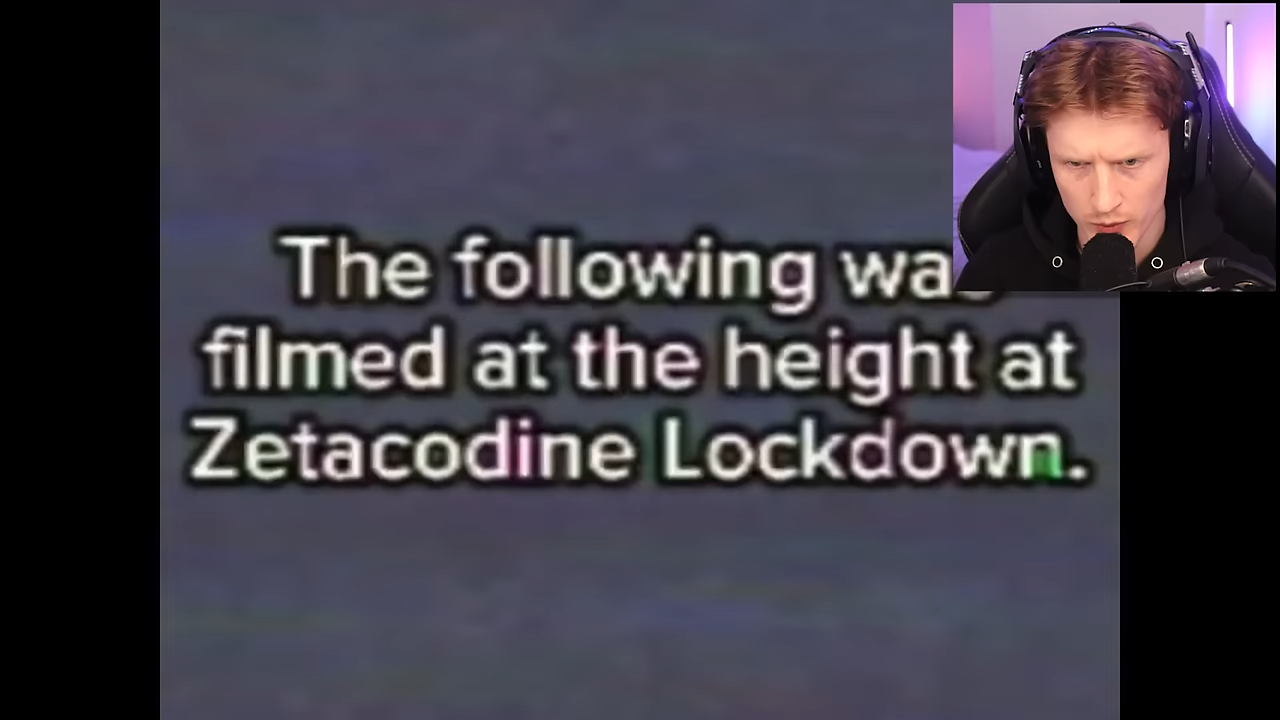 The following was
filmed at the height at
Zetacodine Lockdown.